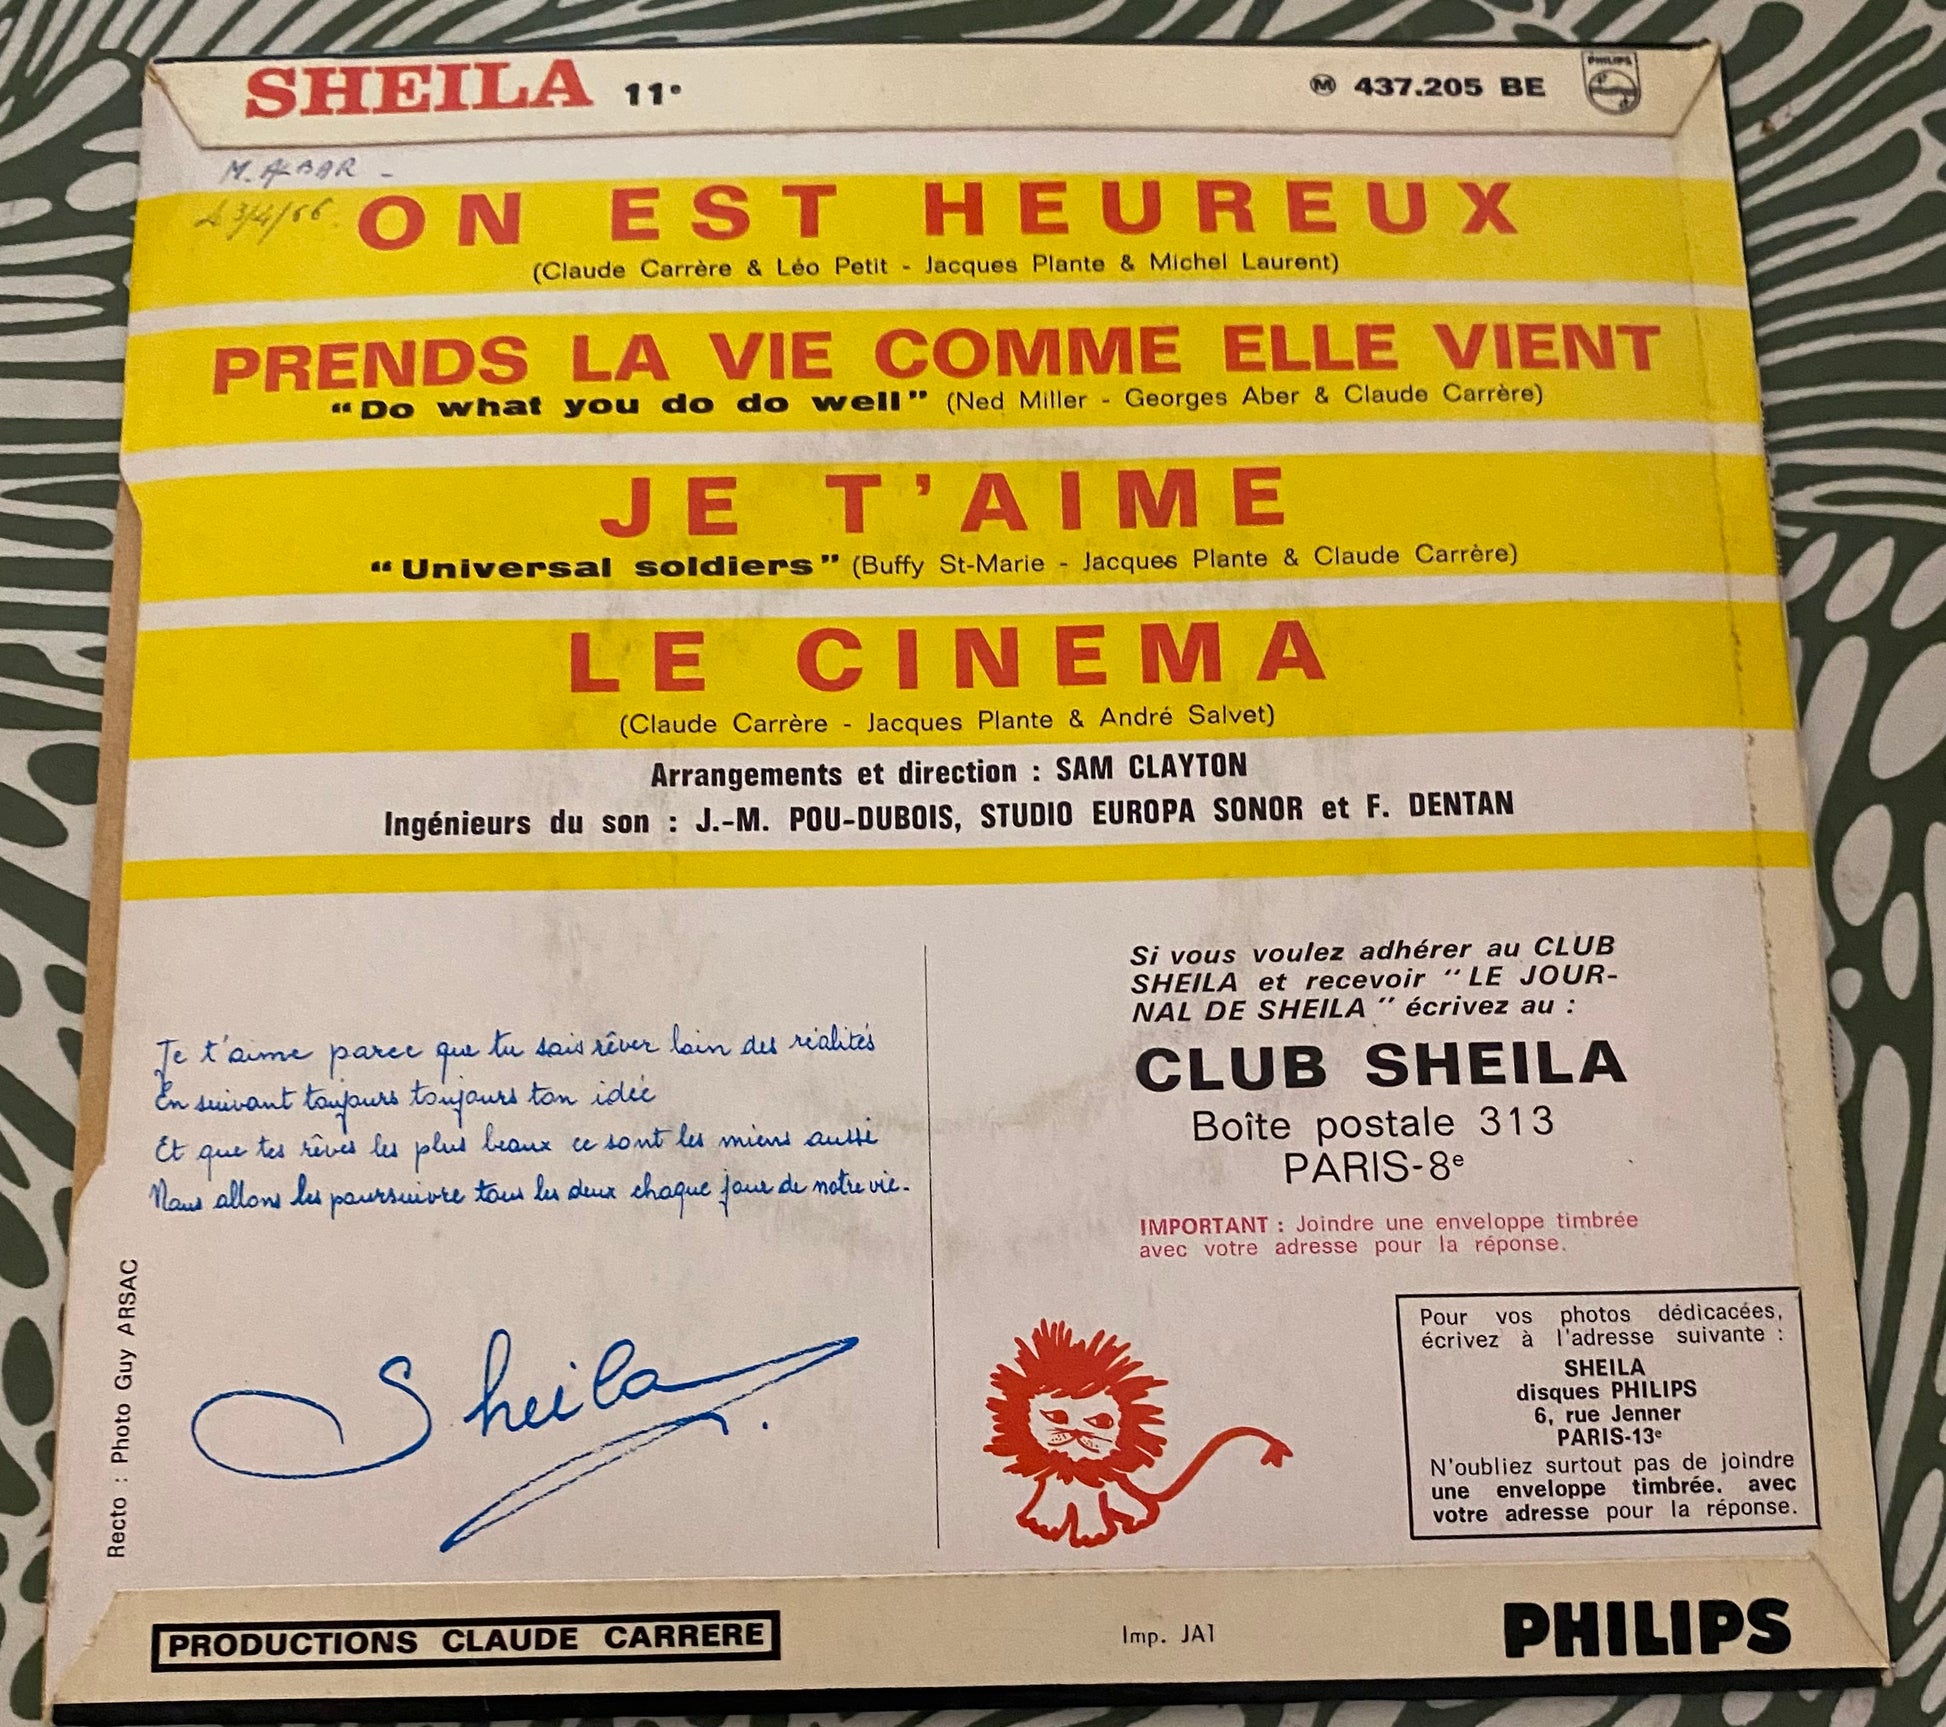 SHEILA 11e
Ⓜ 437.205 BE
PHILIPS
M. ALBAR -
23/4/66.
ON EST HEUREUX
(Claude Carrère & Léo Petit - Jacques Plante & Michel Laurent)
PRENDS LA VIE COMME ELLE VIENT
“Do what you do do well” (Ned Miller - Georges Aber & Claude Carrère)
JE T'AIME
“Universal soldiers” (Buffy St-Marie - Jacques Plante & Claude Carrère)
LE CINEMA
(Claude Carrère - Jacques Plante & André Salvet)
Arrangements et direction : SAM CLAYTON
Ingénieurs du son : J.-M. POU-DUBOIS, STUDIO EUROPA SONOR et F. DENTAN
Je t'aime parce que tu sais rêver loin des réalités
En suivant toujours toujours ton idée
Et que tes rêves les plus beaux ce sont les miens aussi
Nous allons les poursuivre tous les deux chaque jour de notre vie.
Sheila
Recto : Photo Guy ARSAC
Si vous voulez adhérer au CLUB
SHEILA et recevoir “LE JOUR-
NAL DE SHEILA” écrivez au :
CLUB SHEILA
Boîte postale 313
PARIS-8e
IMPORTANT : Joindre une enveloppe timbrée
avec votre adresse pour la réponse.
Pour vos photos dédicacées,
écrivez à l'adresse suivante :
SHEILA
disques PHILIPS
6, rue Jenner
PARIS-13e
N'oubliez surtout pas de joindre
une enveloppe timbrée. avec
votre adresse pour la réponse.
PRODUCTIONS CLAUDE CARRERE
Imp. JAT
PHILIPS